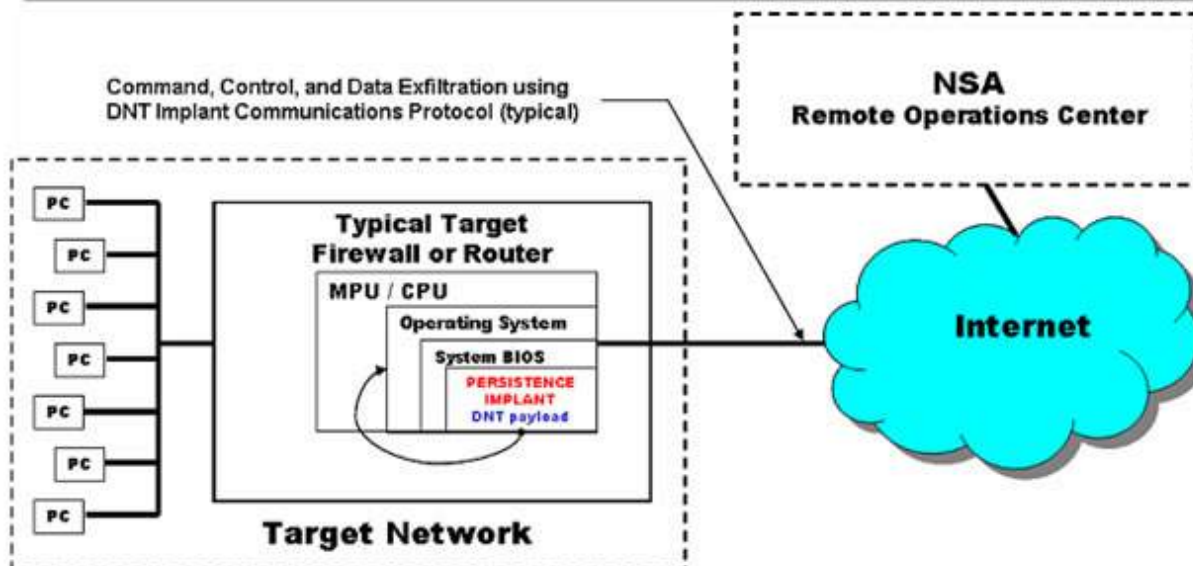 Command, Control, and Data Exfiltration using
DNT Implant Communications Protocol (typical)
NSA
Remote Operations Center
PC
PC
PC
PC
PC
PC
PC
Typical Target
Firewall or Router
MPU / CPU
Operating System
System BIOS
PERSISTENCE
IMPLANT
DNT payload
Internet
Target Network